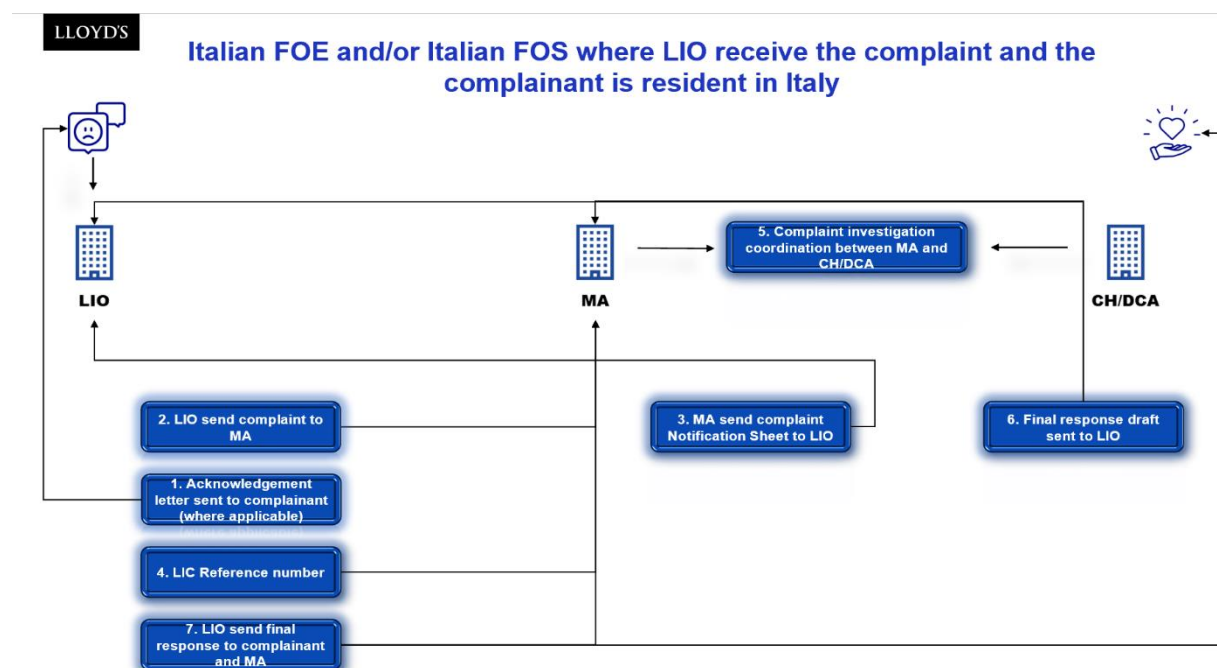 LLOYD'S
Italian FOE and/or Italian FOS where LIO receive the complaint and the
complainant is resident in Italy
5. Complaint investigation
coordination between MA and
CH/DCA
LIO
MA
CH/DCA
2. LIO send complaint to
MA
3. MA send complaint
Notification Sheet to LIO
6. Final response draft
sent to LIO
1. Acknowledgement
letter sent to complainant
(where applicable)
4. LIC Reference number
7. LIO send final
response to complainant
and MA